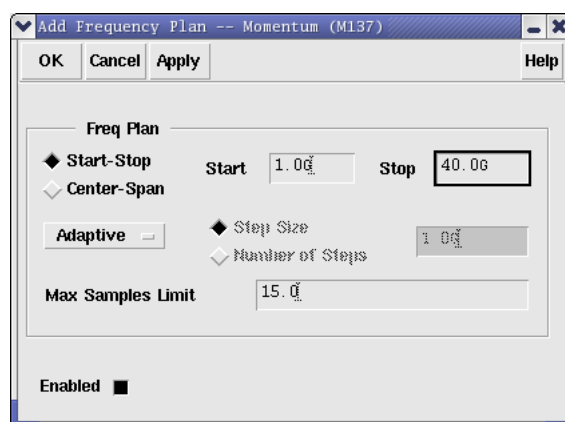 Add Frequency Plan -- Momentum (M137)
OK Cancel Apply Help
Freq Plan
Start-Stop
Center-Span
Start 1.0G Stop 40.0G
Adaptive
Step Size
Number of Steps
1.0G
Max Samples Limit 15.0
Enabled